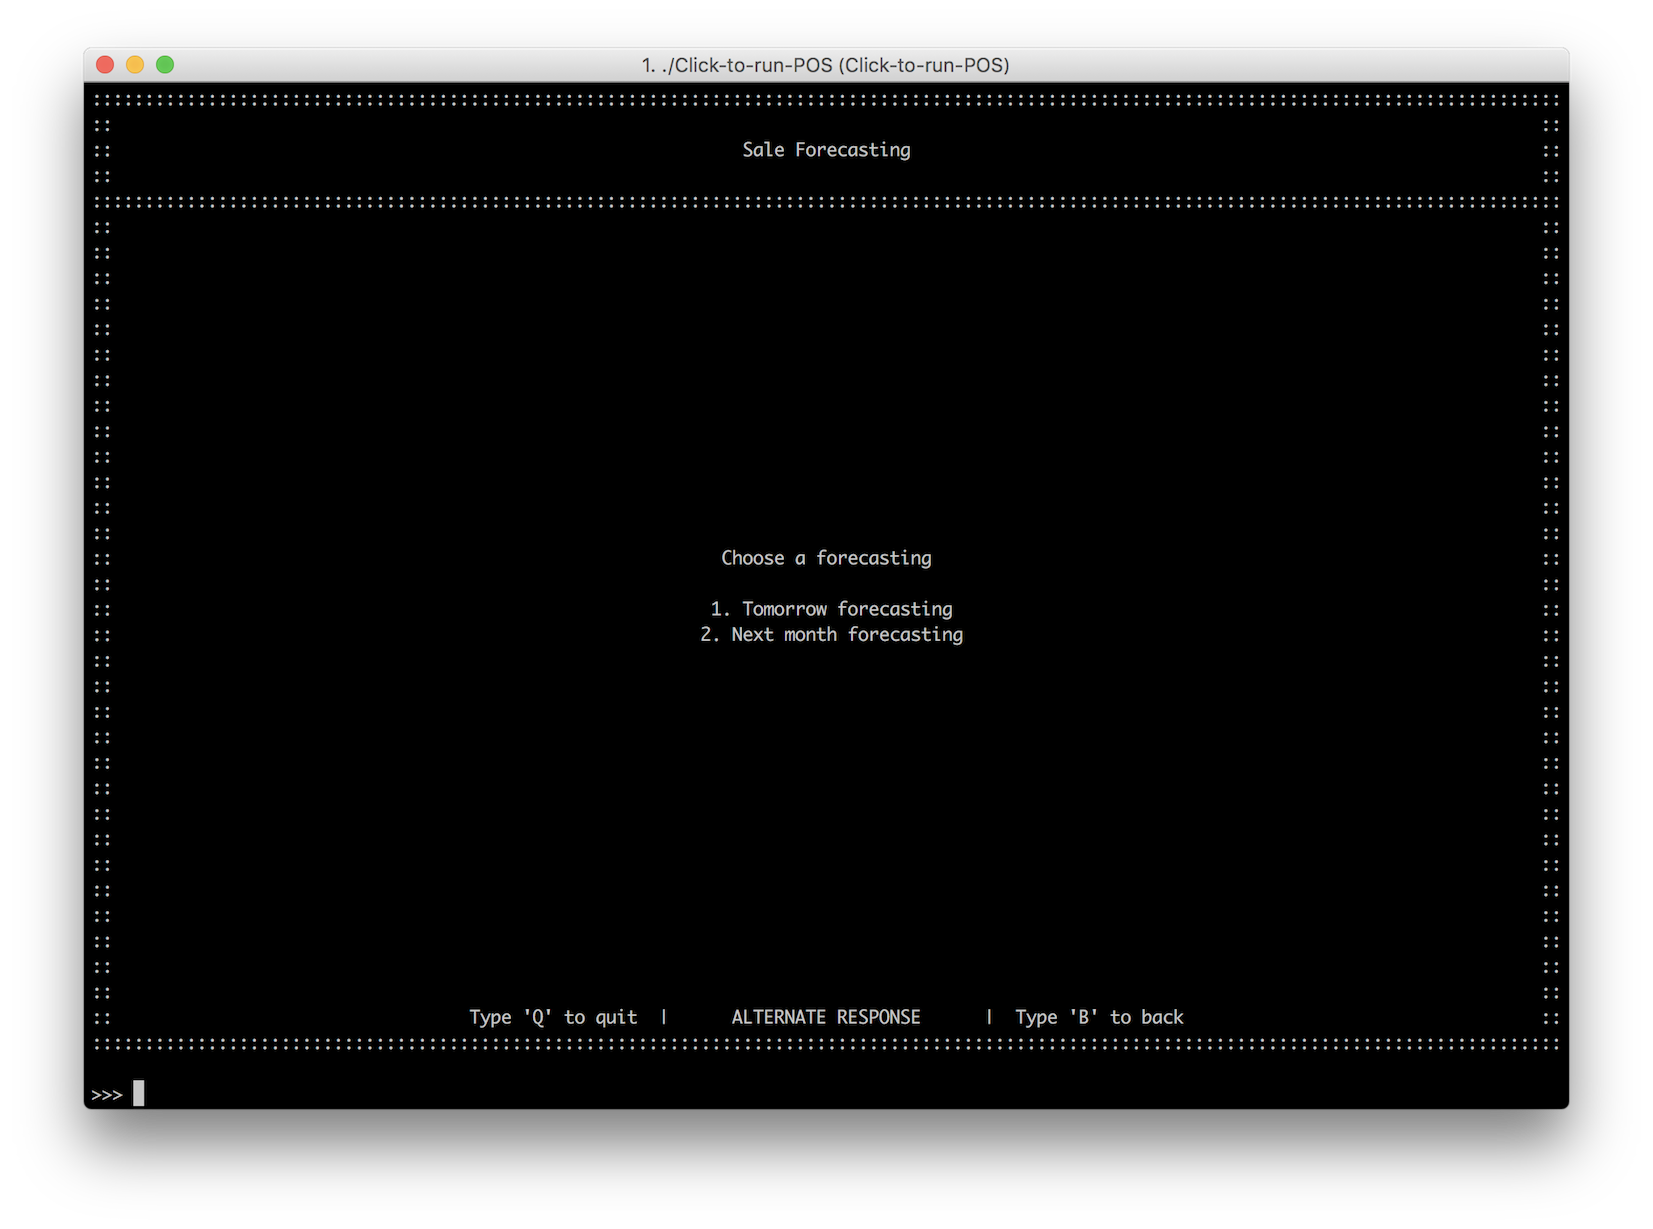 1. ./Click-to-run-POS (Click-to-run-POS)
Sale Forecasting
Choose a forecasting
1. Tomorrow forecasting
2. Next month forecasting
Type 'Q' to quit | ALTERNATE RESPONSE | Type 'B' to back
>>>